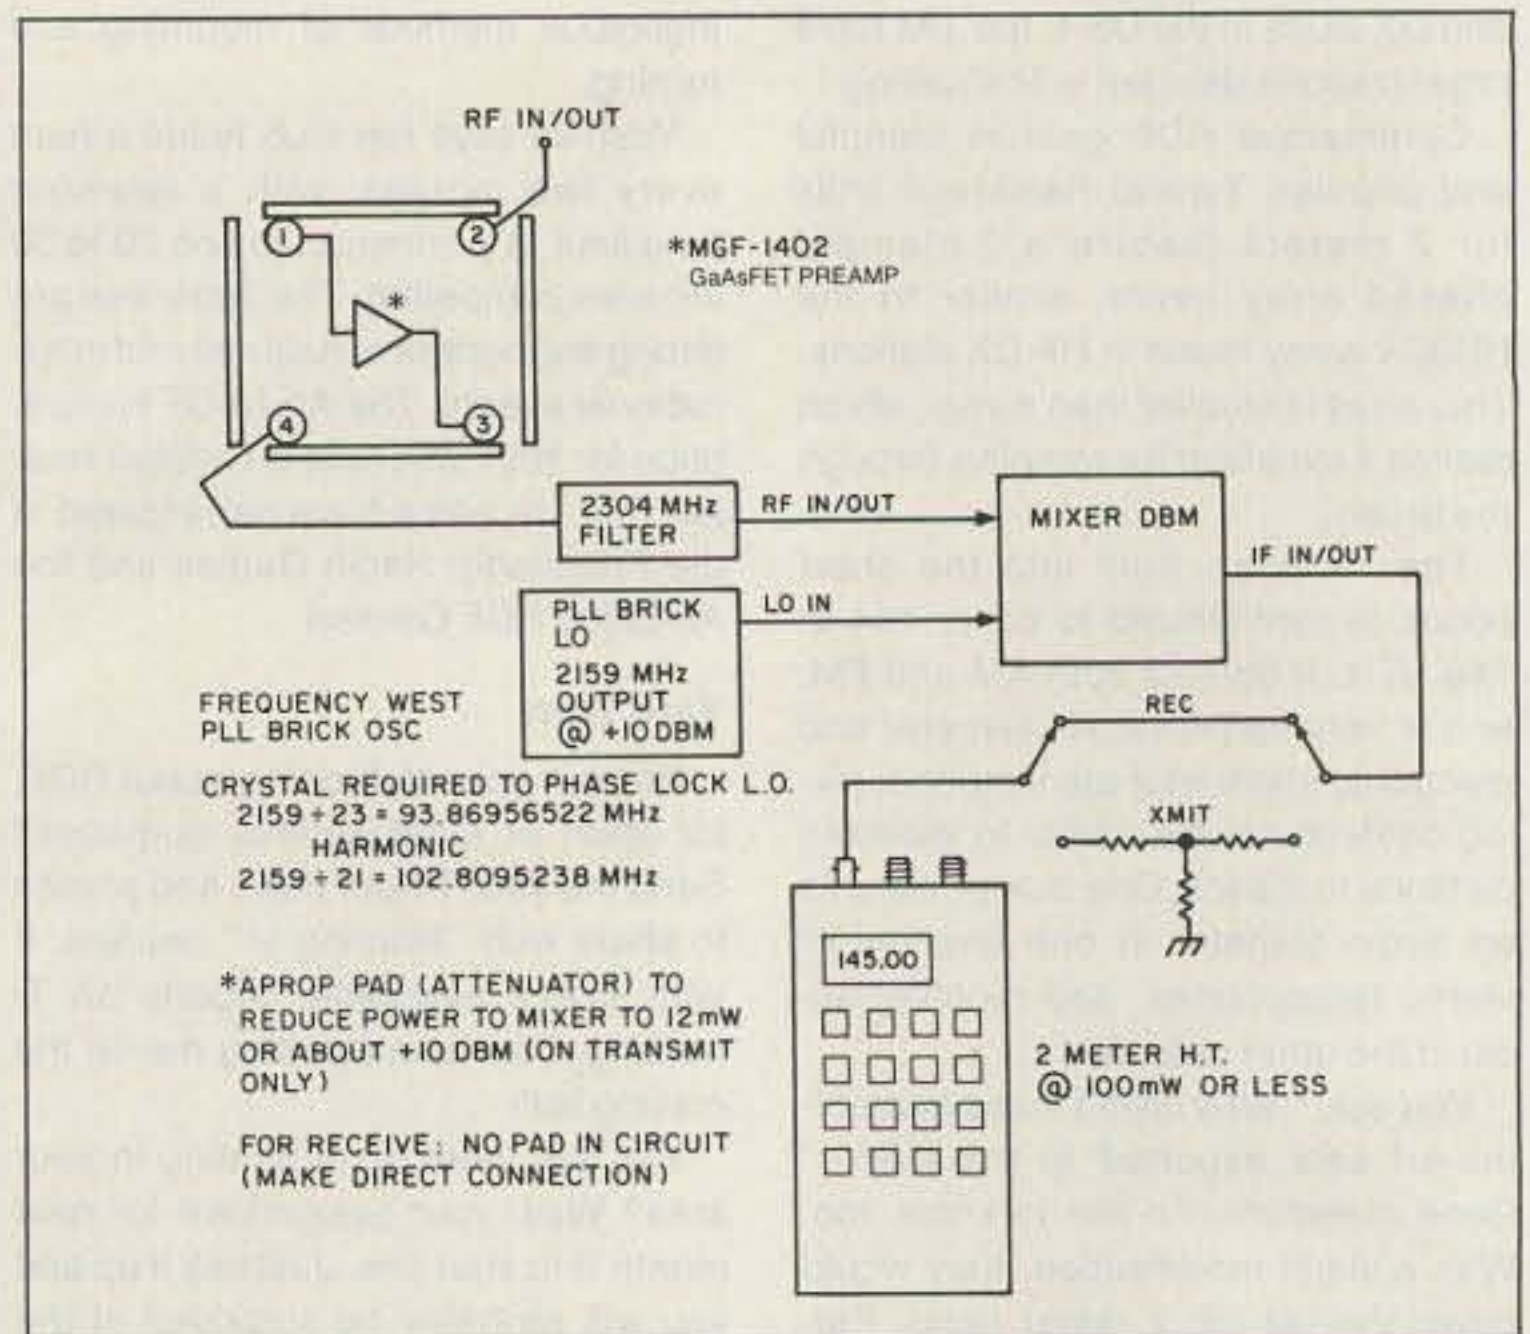 RF IN/OUT
1
2
*MGF-1402
GaAsFET PREAMP
*
4
3
2304 MHz
FILTER
RF IN/OUT
MIXER DBM
IF IN/OUT
PLL BRICK
LO
2159 MHz
OUTPUT
@ +10 DBM
LO IN
FREQUENCY WEST
PLL BRICK OSC
REC
CRYSTAL REQUIRED TO PHASE LOCK L.O.
2159 ÷ 23 = 93.86956522 MHz
HARMONIC
2159 ÷ 21 = 102.8095238 MHz
XMIT
145.00
*APROP PAD (ATTENUATOR) TO
REDUCE POWER TO MIXER TO 12mW
OR ABOUT +10 DBM (ON TRANSMIT
ONLY)
2 METER H.T.
@ 100mW OR LESS
FOR RECEIVE: NO PAD IN CIRCUIT
(MAKE DIRECT CONNECTION)